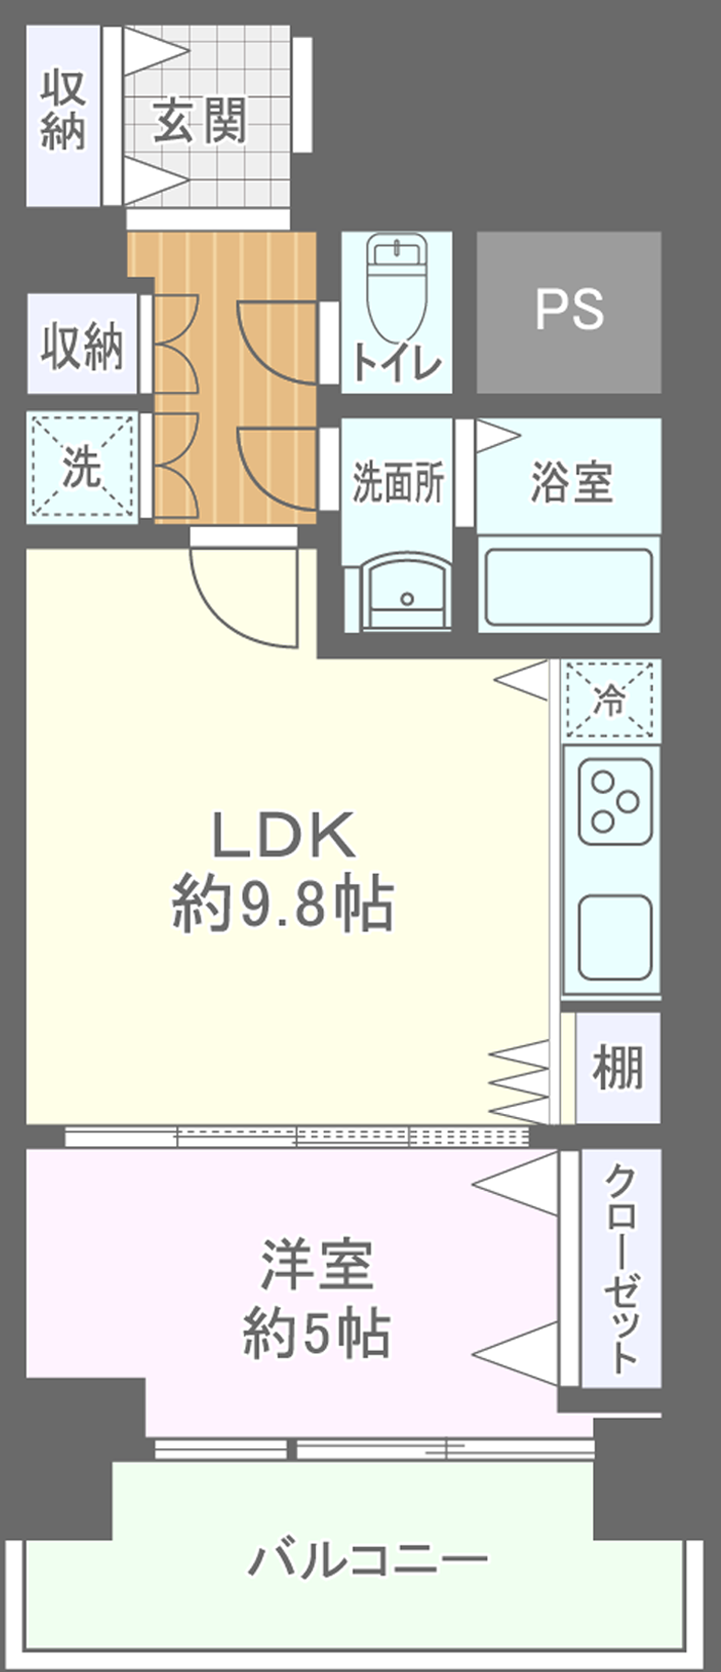 収納
玄関
トイレ
PS
収納
洗
洗面所
浴室
冷
LDK
約9.8帖
棚
洋室
約5帖
クローゼット
バルコニー